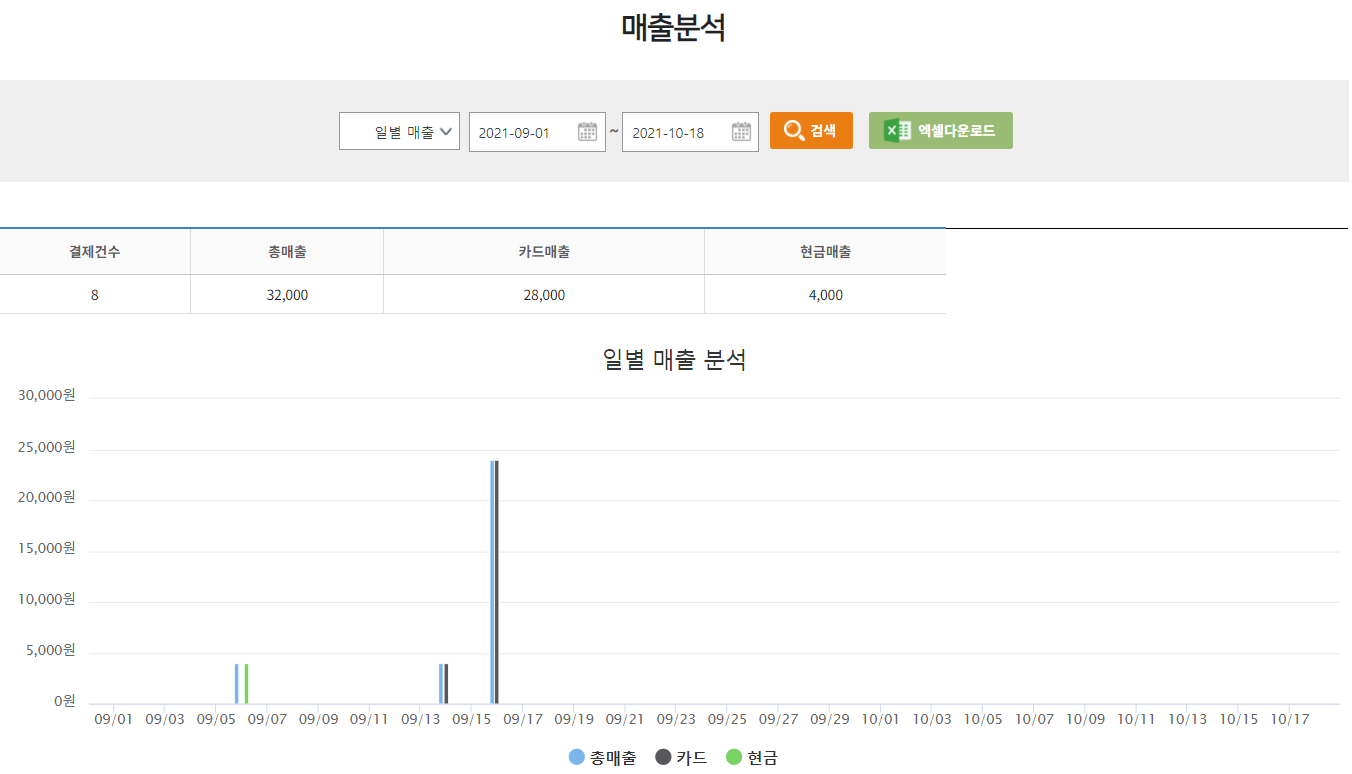 매출분석
일별 매출 2021-09-01 ~ 2021-10-18 검색 엑셀다운로드
결제건수 총매출 카드매출 현금매출
8 32,000 28,000 4,000
일별 매출 분석
30,000원
25,000원
20,000원
15,000원
10,000원
5,000원
0원
09/01 09/03 09/05 09/07 09/09 09/11 09/13 09/15 09/17 09/19 09/21 09/23 09/25 09/27 09/29 10/01 10/03 10/05 10/07 10/09 10/11 10/13 10/15 10/17
총매출 카드 현금